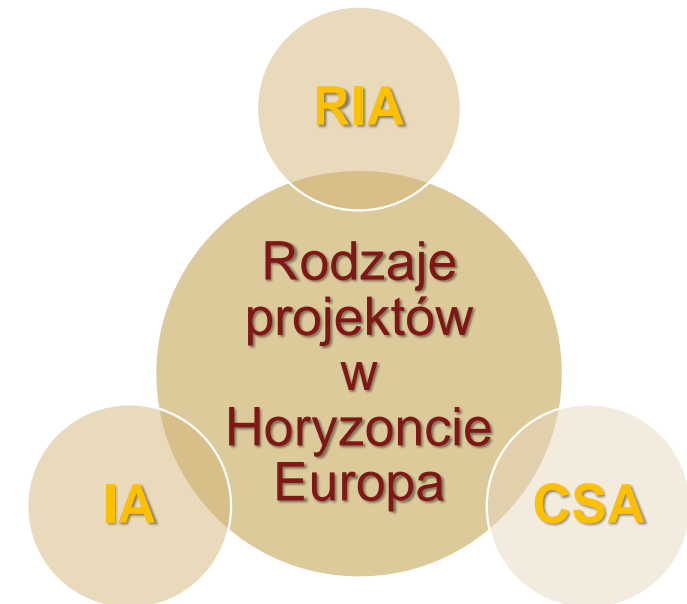 RIA
Rodzaje
projektów
w
Horyzoncie
Europa
IA
CSA